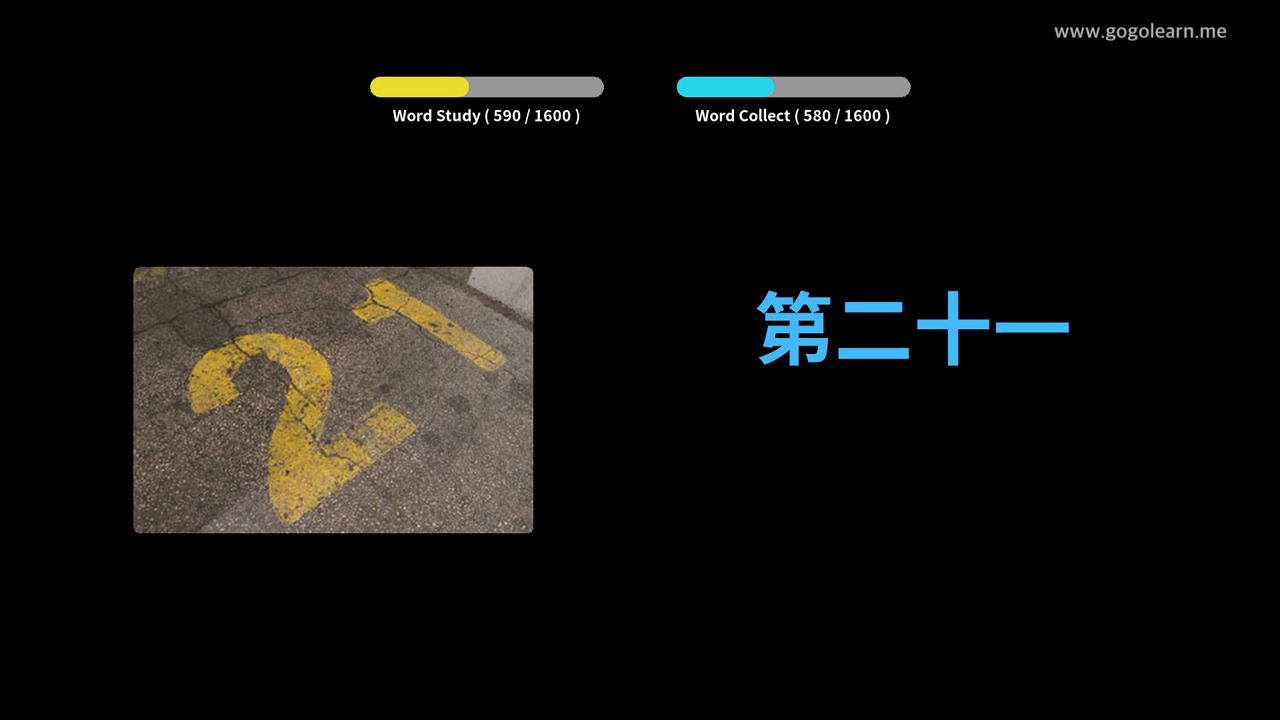 www.gogolearn.me
Word Study ( 590 / 1600 )
Word Collect ( 580 / 1600 )
21
第二十一